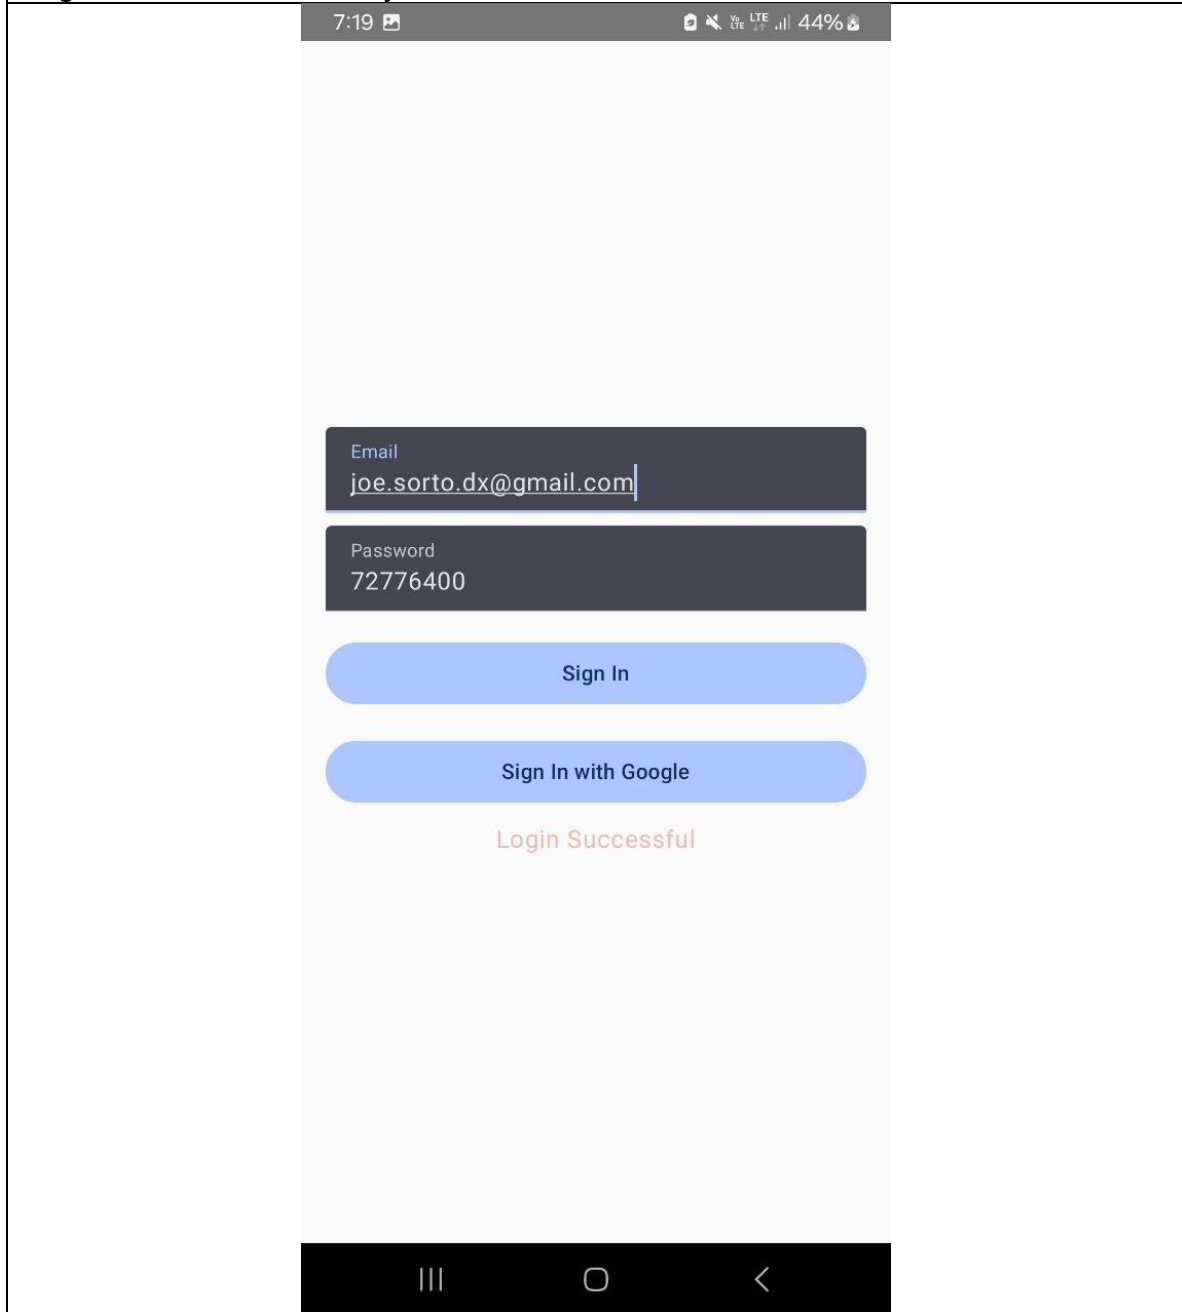 7:19 44%
Email
joe.sorto.dx@gmail.com
Password
72776400
Sign In
Sign In with Google
Login Successful